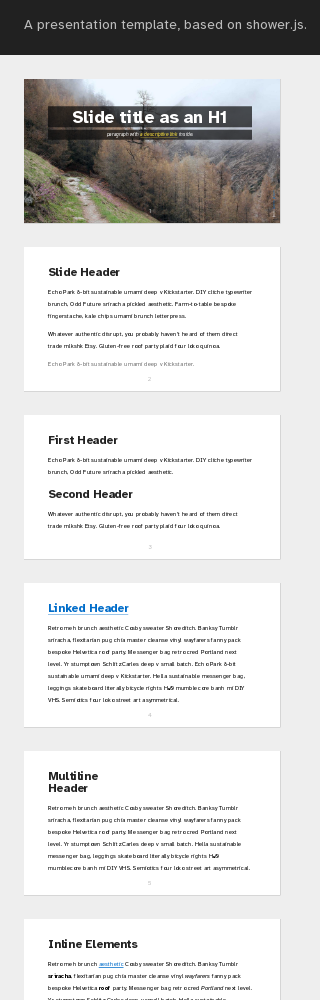 A presentation template, based on shower.js.
Slide title as an H1
paragraph with a descriptive link inside
1
Slide Header
Echo Park 8-bit sustainable umami deep v Kickstarter. DIY cliche typewriter
brunch. Odd Future sriracha pickled aesthetic. Farm-to-table bespoke
fingerstache, kale chips umami brunch letterpress.
Whatever authentic disrupt, you probably haven't heard of them direct
trade mlkshk Etsy. Gluten-free roof party plaid four loko quinoa.
Echo Park 8-bit sustainable umami deep v Kickstarter.
2
First Header
Echo Park 8-bit sustainable umami deep v Kickstarter. DIY cliche typewriter
brunch. Odd Future sriracha pickled aesthetic.
Second Header
Whatever authentic disrupt, you probably haven't heard of them direct
trade mlkshk Etsy. Gluten-free roof party plaid four loko quinoa.
3
Linked Header
Retro meh brunch aesthetic Cosby sweater Shoreditch. Banksy Tumblr
sriracha, flexitarian pug chia master cleanse vinyl wayfarers fanny pack
bespoke Helvetica roof party. Messenger bag retro cred Portland next
level. Yr stumptown Schlitz Carles deep v small batch. Echo Park 8-bit
sustainable umami deep v Kickstarter. Hella sustainable messenger bag,
leggings skateboard literally bicycle rights H&M mumblecore banh mi DIY
VHS. Semiotics four loko street art asymmetrical.
4
Multiline
Header
Retro meh brunch aesthetic Cosby sweater Shoreditch. Banksy Tumblr
sriracha, flexitarian pug chia master cleanse vinyl wayfarers fanny pack
bespoke Helvetica roof party. Messenger bag retro cred Portland next
level. Yr stumptown Schlitz Carles deep v small batch. Hella sustainable
messenger bag, leggings skateboard literally bicycle rights H&M
mumblecore banh mi DIY VHS. Semiotics four loko street art asymmetrical.
5
Inline Elements
Retro meh brunch aesthetic Cosby sweater Shoreditch. Banksy Tumblr
sriracha, flexitarian pug chia master cleanse vinyl wayfarers fanny pack
bespoke Helvetica roof party. Messenger bag retro cred Portland next